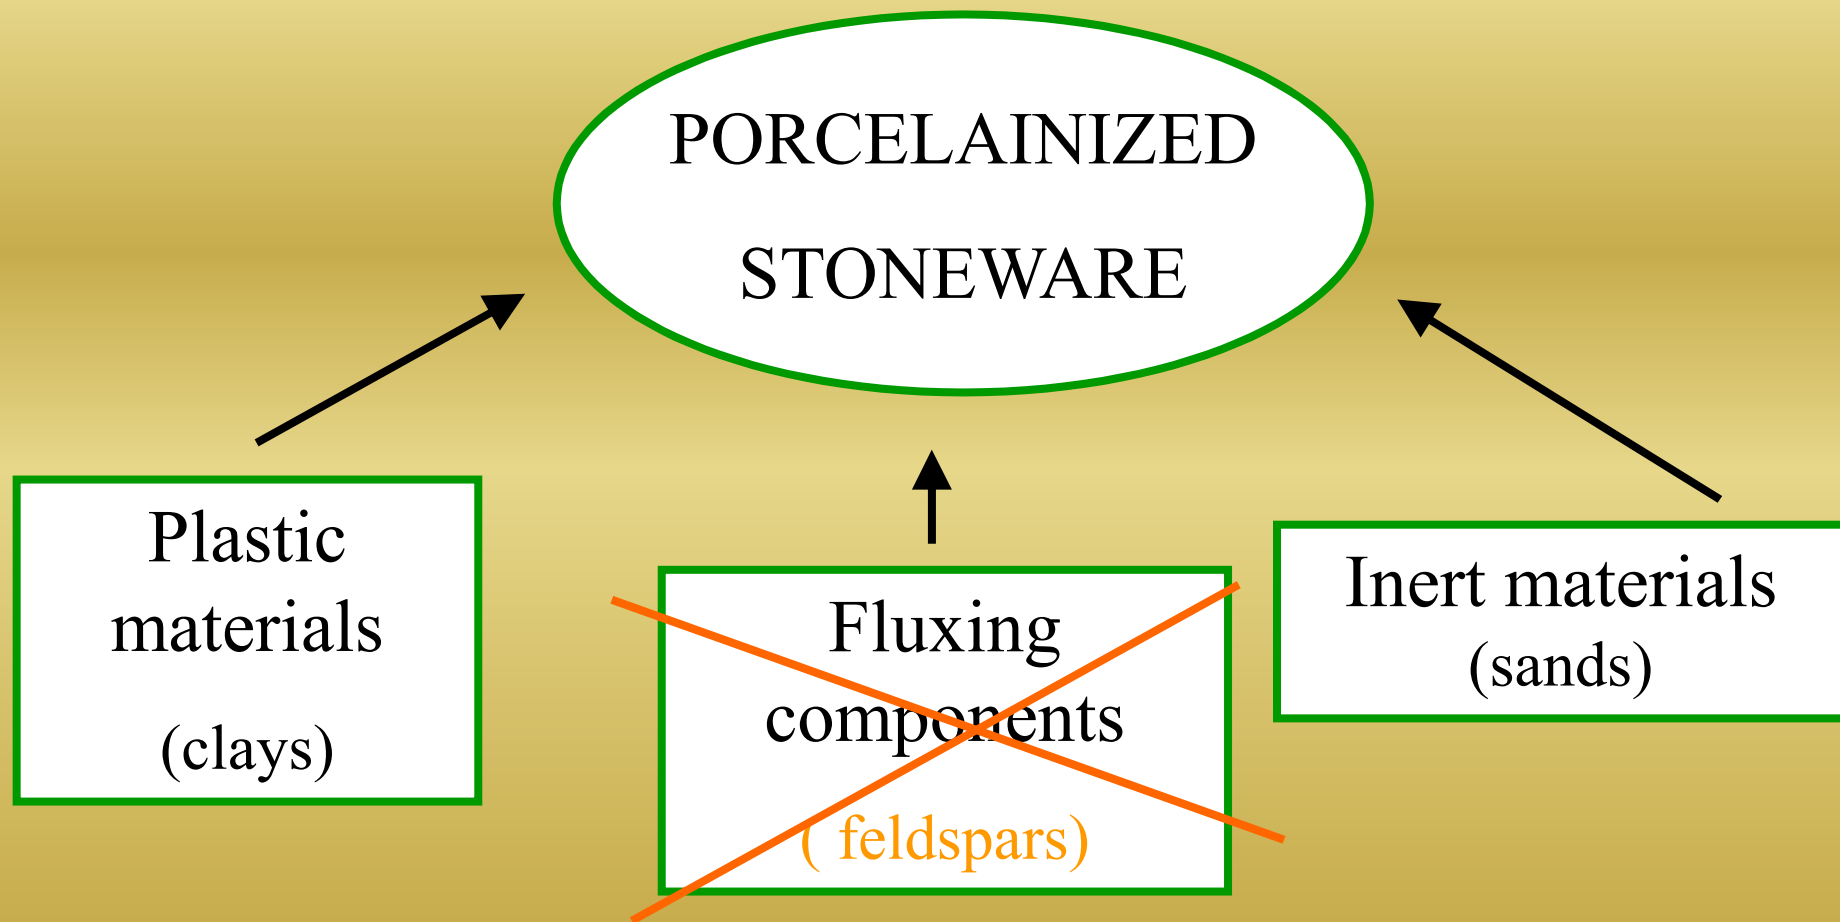 PORCELAINIZED
STONEWARE
Plastic
materials
(clays)
Fluxing
components
( feldspars)
Inert materials
(sands)